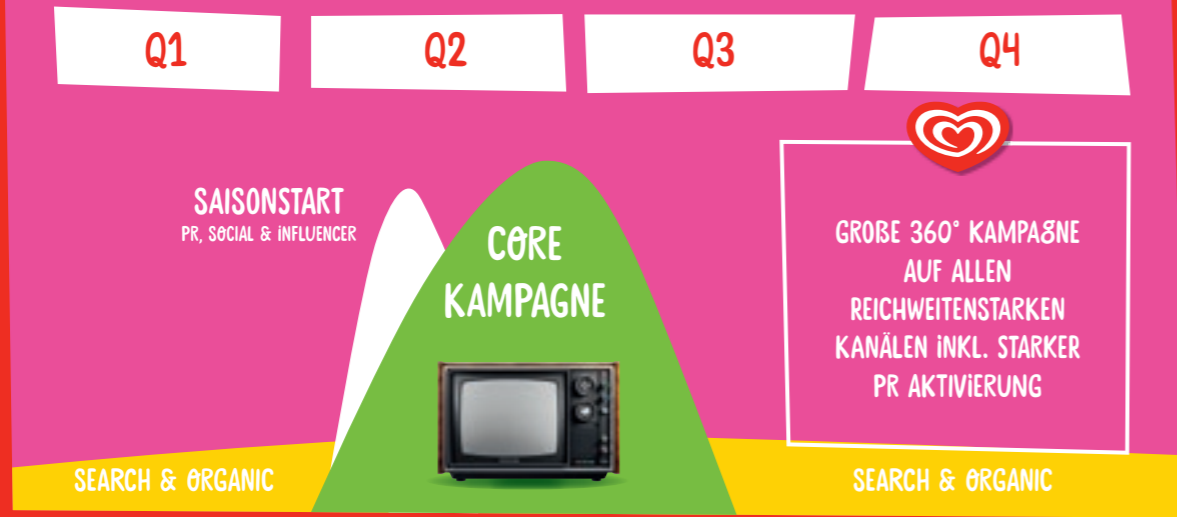 Q1
Q2
Q3
Q4
SAISONSTART
PR, SOCIAL & INFLUENCER
CORE
KAMPAGNE
GROßE 360° KAMPAGNE
AUF ALLEN
REICHWEITENSTARKEN
KANÄLEN INKL. STARKER
PR AKTIVIERUNG
SEARCH & ORGANIC
SEARCH & ORGANIC